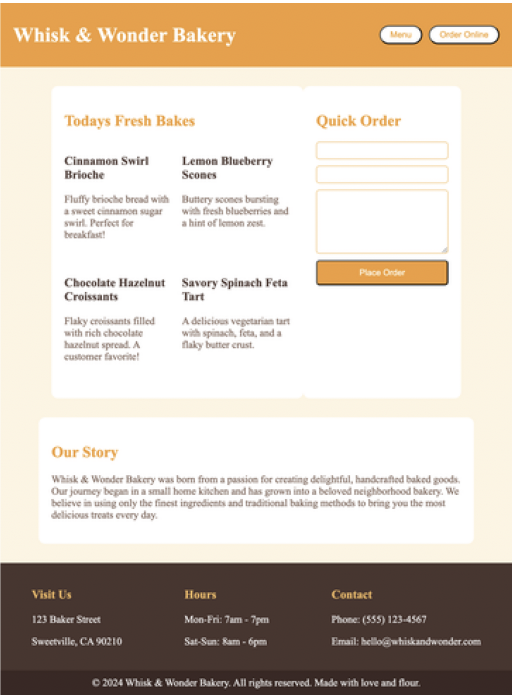 Whisk & Wonder Bakery
Menu
Order Online
Todays Fresh Bakes
Cinnamon Swirl
Brioche
Fluffy brioche bread with
a sweet cinnamon sugar
swirl. Perfect for
breakfast!
Lemon Blueberry
Scones
Buttery scones bursting
with fresh blueberries and
a hint of lemon zest.
Chocolate Hazelnut
Croissants
Flaky croissants filled
with rich chocolate
hazelnut spread. A
customer favorite!
Savory Spinach Feta
Tart
A delicious vegetarian tart
with spinach, feta, and a
flaky butter crust.
Quick Order
Place Order
Our Story
Whisk & Wonder Bakery was born from a passion for creating delightful, handcrafted baked goods.
Our journey began in a small home kitchen and has grown into a beloved neighborhood bakery. We
believe in using only the finest ingredients and traditional baking methods to bring you the most
delicious treats every day.
Visit Us
123 Baker Street
Sweetville, CA 90210
Hours
Mon-Fri: 7am - 7pm
Sat-Sun: 8am - 6pm
Contact
Phone: (555) 123-4567
Email: hello@whiskandwonder.com
© 2024 Whisk & Wonder Bakery. All rights reserved. Made with love and flour.